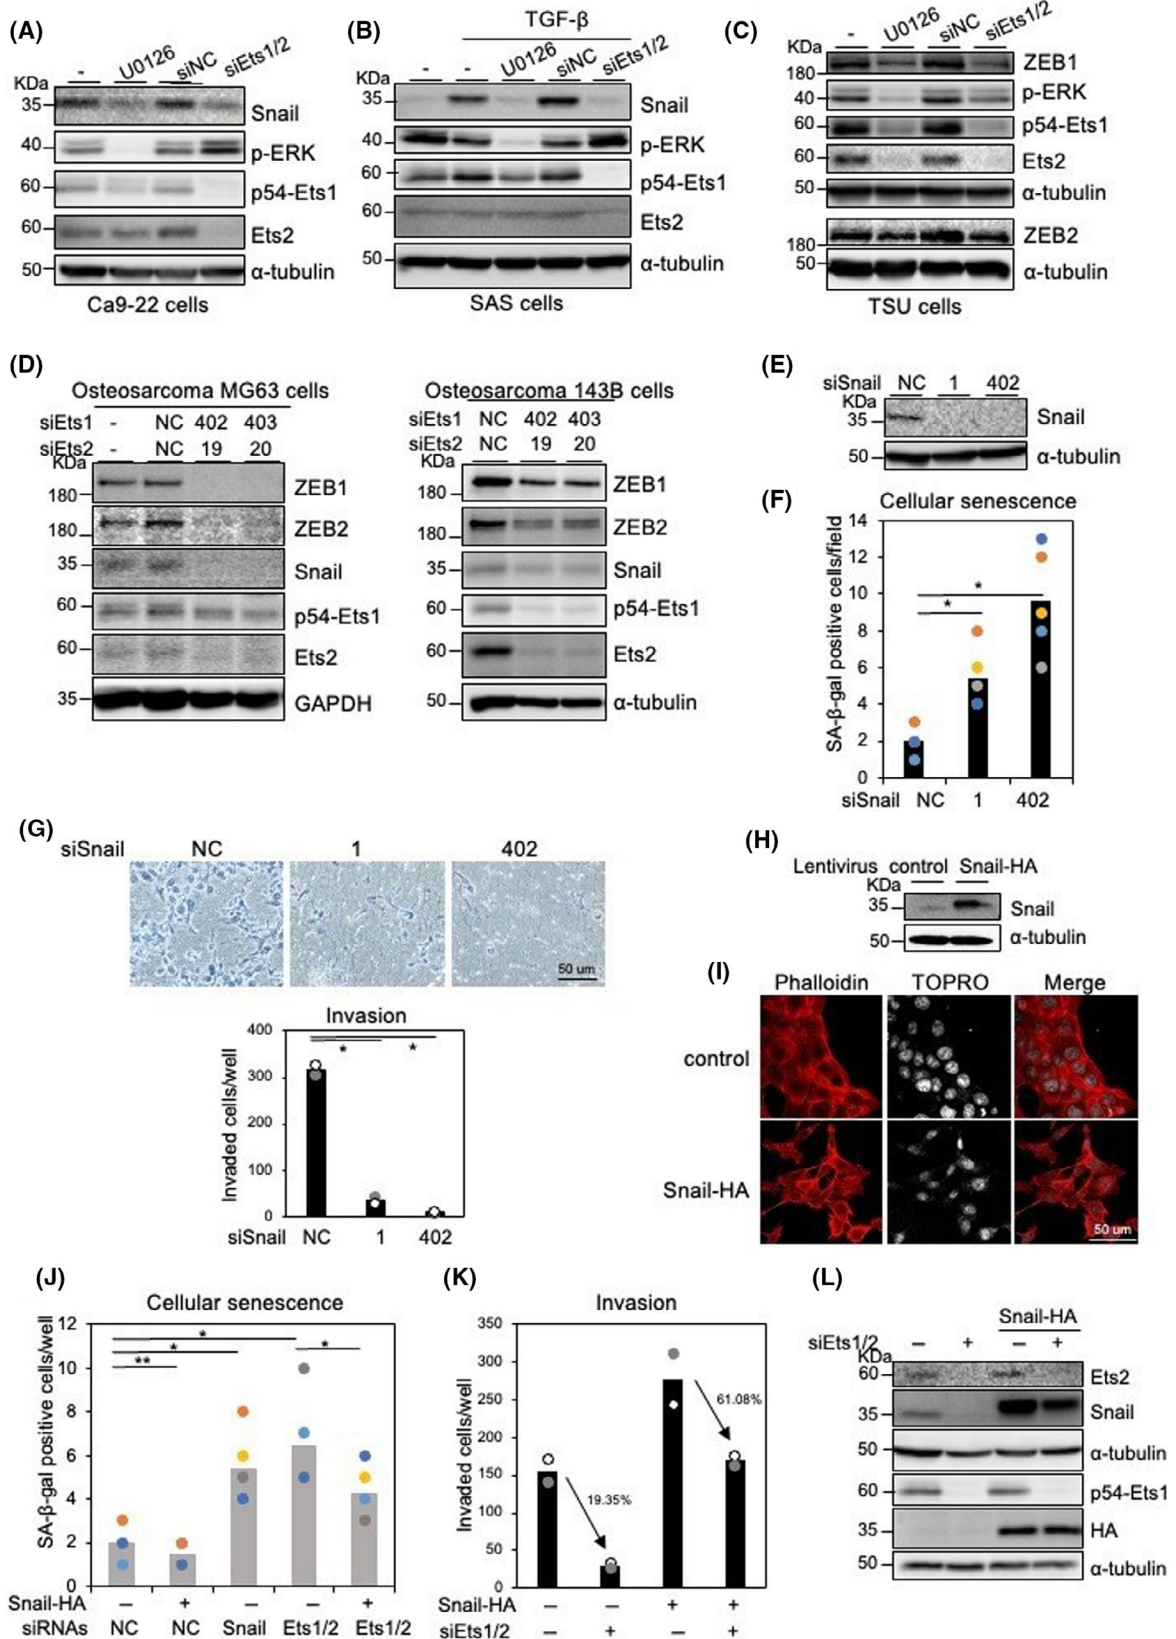 (A)
- U0126 siNC siEts1/2
KDa
35
Snail
40
p-ERK
60
p54-Ets1
60
Ets2
50
α-tubulin
Ca9-22 cells
(B)
TGF-β
- - U0126 siNC siEts1/2
KDa
35
Snail
40
p-ERK
60
p54-Ets1
60
Ets2
50
α-tubulin
SAS cells
(C)
- U0126 siNC siEts1/2
KDa
180
ZEB1
40
p-ERK
60
p54-Ets1
60
Ets2
50
α-tubulin
180
ZEB2
50
α-tubulin
TSU cells
(D)
Osteosarcoma MG63 cells
siEts1 - NC 402 403
siEts2 - NC 19 20
KDa
180
ZEB1
180
ZEB2
35
Snail
60
p54-Ets1
60
Ets2
35
GAPDH
Osteosarcoma 143B cells
siEts1 NC 402 403
siEts2 NC 19 20
KDa
180
ZEB1
180
ZEB2
35
Snail
60
p54-Ets1
60
Ets2
50
α-tubulin
(E)
siSnail NC 1 402
KDa
35
Snail
50
α-tubulin
(F)
Cellular senescence
SA-β-gal positive cells/field
14
12
10
8
6
4
2
0
*
*
siSnail NC 1 402
(G)
siSnail NC 1 402
50 um
Invasion
Invaded cells/well
400
300
200
100
0
* *
siSnail NC 1 402
(H)
Lentivirus control Snail-HA
KDa
35
Snail
50
α-tubulin
(I)
Phalloidin TOPRO Merge
control
Snail-HA
50 um
(J)
Cellular senescence
SA-β-gal positive cells/well
12
10
8
6
4
2
0
*
*
**
*
Snail-HA – + – – +
siRNAs NC NC Snail Ets1/2 Ets1/2
(K)
Invasion
Invaded cells/well
350
300
250
200
150
100
50
0
19.35%
61.08%
Snail-HA – – + +
siEts1/2 – + – +
(L)
Snail-HA
siEts1/2 – + – +
KDa
60
Ets2
35
Snail
50
α-tubulin
60
p54-Ets1
35
HA
50
α-tubulin